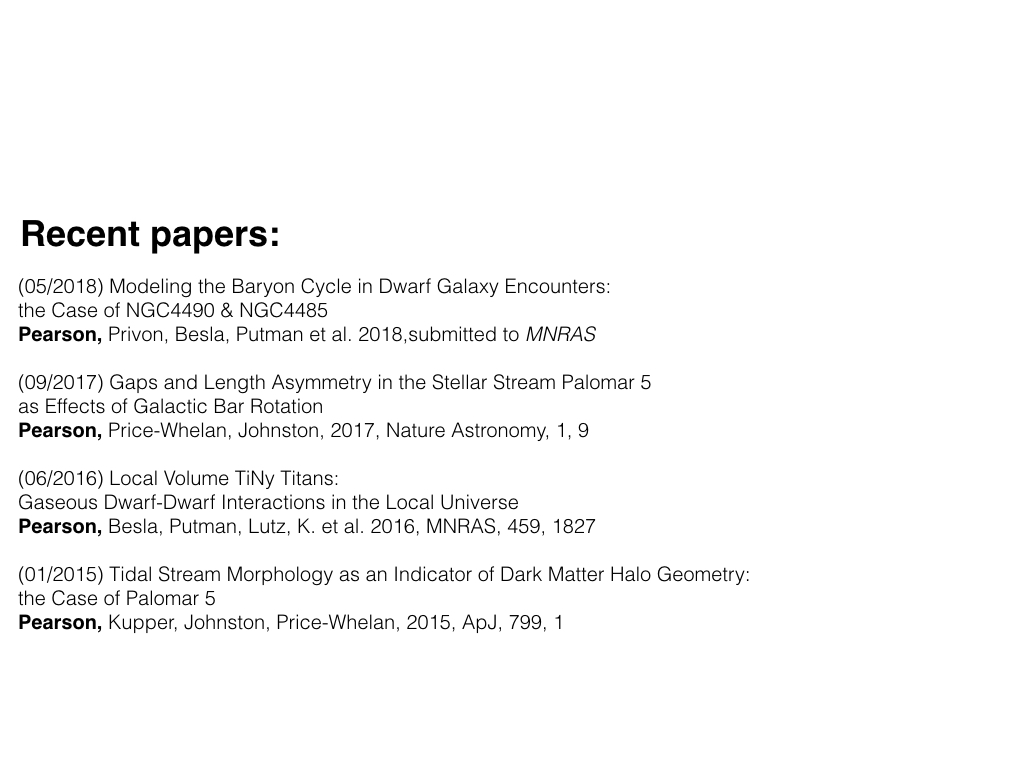 Recent papers:
(05/2018) Modeling the Baryon Cycle in Dwarf Galaxy Encounters:
the Case of NGC4490 & NGC4485
Pearson, Privon, Besla, Putman et al. 2018,submitted to MNRAS
(09/2017) Gaps and Length Asymmetry in the Stellar Stream Palomar 5
as Effects of Galactic Bar Rotation
Pearson, Price-Whelan, Johnston, 2017, Nature Astronomy, 1, 9
(06/2016) Local Volume TiNy Titans:
Gaseous Dwarf-Dwarf Interactions in the Local Universe
Pearson, Besla, Putman, Lutz, K. et al. 2016, MNRAS, 459, 1827
(01/2015) Tidal Stream Morphology as an Indicator of Dark Matter Halo Geometry:
the Case of Palomar 5
Pearson, Kupper, Johnston, Price-Whelan, 2015, ApJ, 799, 1